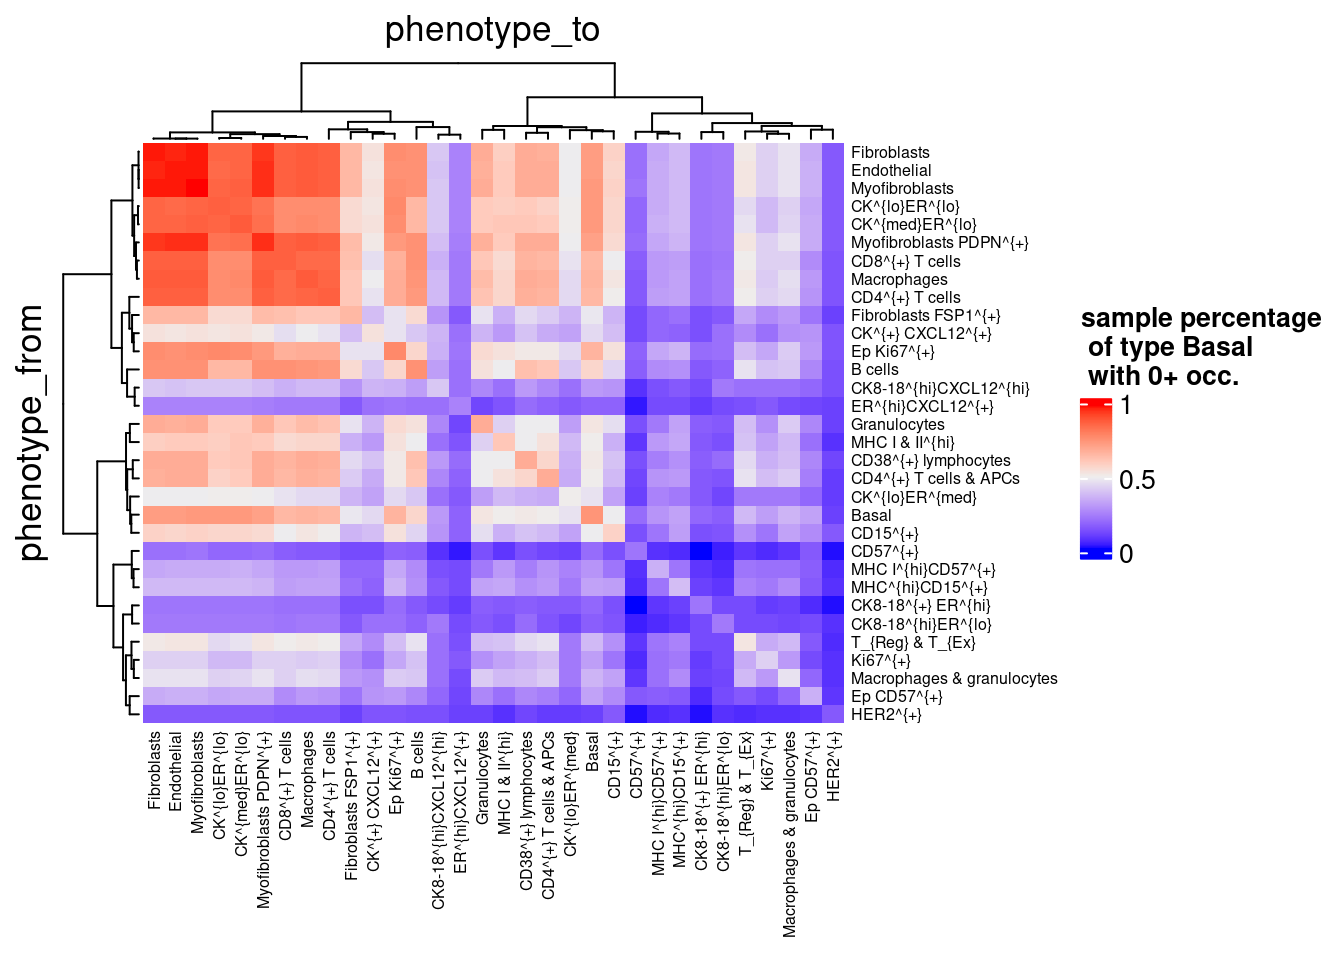 phenotype_to
phenotype_from
Fibroblasts
Endothelial
Myofibroblasts
CK^{lo}ER^{lo}
CK^{med}ER^{lo}
Myofibroblasts PDPN^{+}
CD8^{+} T cells
Macrophages
CD4^{+} T cells
Fibroblasts FSP1^{+}
CK^{+} CXCL12^{+}
Ep Ki67^{+}
B cells
CK8-18^{hi}CXCL12^{hi}
ER^{hi}CXCL12^{+}
Granulocytes
MHC I & II^{hi}
CD38^{+} lymphocytes
CD4^{+} T cells & APCs
CK^{lo}ER^{med}
Basal
CD15^{+}
CD57^{+}
MHC I^{hi}CD57^{+}
MHC^{hi}CD15^{+}
CK8-18^{+} ER^{hi}
CK8-18^{hi}ER^{lo}
T_{Reg} & T_{Ex}
Ki67^{+}
Macrophages & granulocytes
Ep CD57^{+}
HER2^{+}
sample percentage
of type Basal
with 0+ occ.
1
0.5
0
Fibroblasts
Endothelial
Myofibroblasts
CK^{lo}ER^{lo}
CK^{med}ER^{lo}
Myofibroblasts PDPN^{+}
CD8^{+} T cells
Macrophages
CD4^{+} T cells
Fibroblasts FSP1^{+}
CK^{+} CXCL12^{+}
Ep Ki67^{+}
B cells
CK8-18^{hi}CXCL12^{hi}
ER^{hi}CXCL12^{+}
Granulocytes
MHC I & II^{hi}
CD38^{+} lymphocytes
CD4^{+} T cells & APCs
CK^{lo}ER^{med}
Basal
CD15^{+}
CD57^{+}
MHC I^{hi}CD57^{+}
MHC^{hi}CD15^{+}
CK8-18^{+} ER^{hi}
CK8-18^{hi}ER^{lo}
T_{Reg} & T_{Ex}
Ki67^{+}
Macrophages & granulocytes
Ep CD57^{+}
HER2^{+}